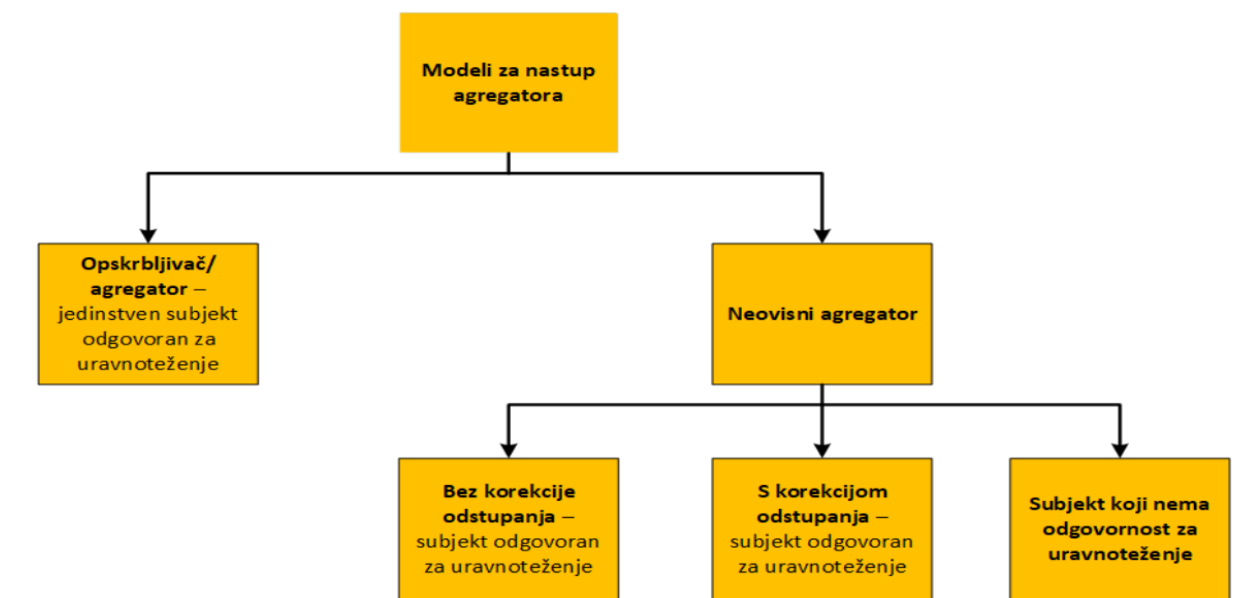 Modeli za nastup
agregatora
Opskrbljivač/
agregator –
jedinstven subjekt
odgovoran za
uravnoteženje
Neovisni agregator
Bez korekcije
odstupanja –
subjekt odgovoran
za uravnoteženje
S korekcijom
odstupanja –
subjekt odgovoran
za uravnoteženje
Subjekt koji nema
odgovornost za
uravnoteženje